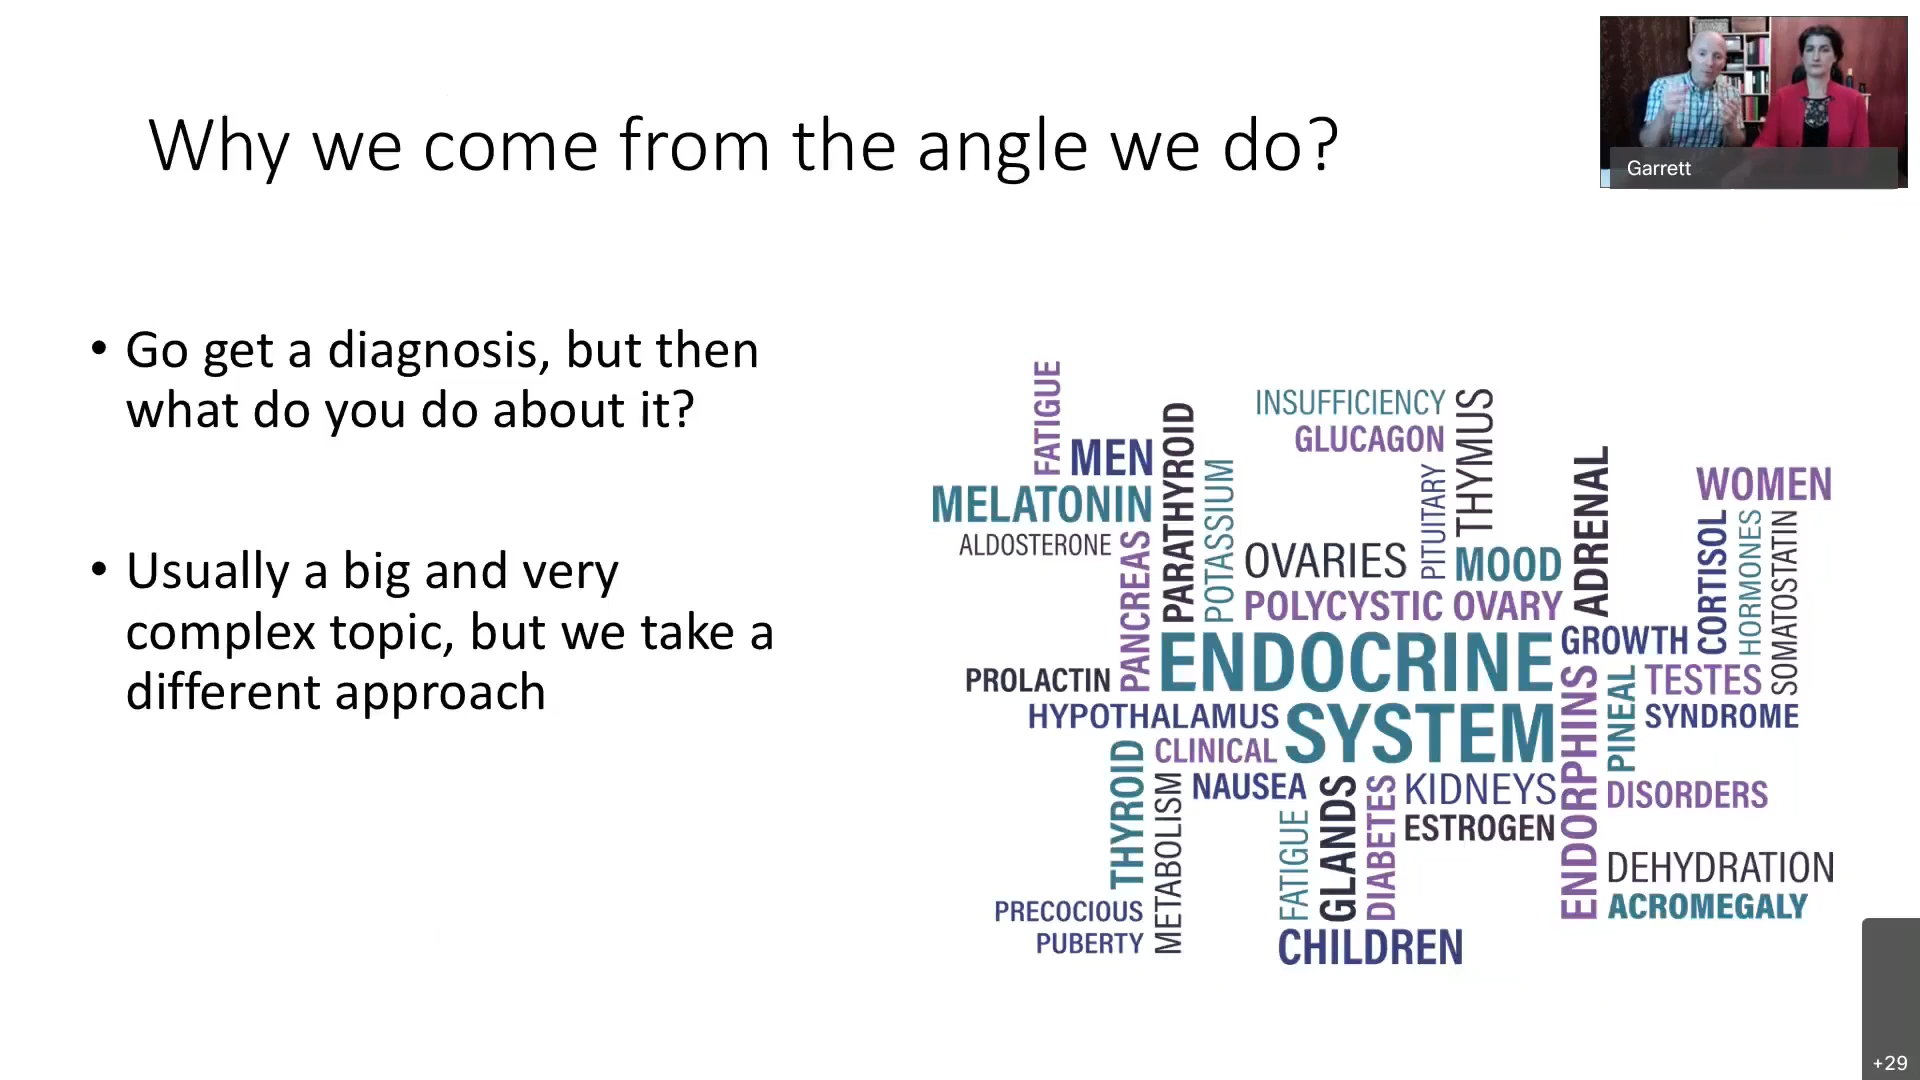 Why we come from the angle we do?
Garrett
• Go get a diagnosis, but then
what do you do about it?
• Usually a big and very
complex topic, but we take a
different approach
FATIGUE
MEN
MELATONIN
ALDOSTERONE
PANCREAS
PARATHYROID
POTASSIUM
INSUFFICIENCY
GLUCAGON
PITUITARY
THYMUS
OVARIES
MOOD
POLYCYSTIC OVARY
ADRENAL
WOMEN
CORTISOL
HORMONES
SOMATOSTATIN
ENDOCRINE
SYSTEM
GROWTH
TESTES
SYNDROME
PINEAL
ENDORPHINS
PROLACTIN
HYPOTHALAMUS
CLINICAL
NAUSEA
THYROID
METABOLISM
FATIGUE
GLANDS
DIABETES
KIDNEYS
ESTROGEN
DISORDERS
DEHYDRATION
ACROMEGALY
PRECOCIOUS
PUBERTY
CHILDREN
+29